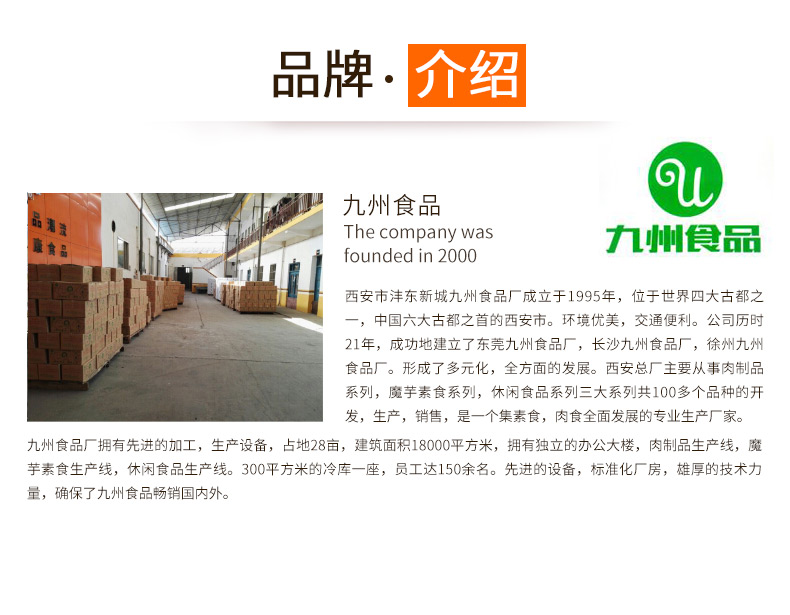 品牌·介绍
九州食品
九州食品
The company was
founded in 2000
西安市沣东新城九州食品厂成立于1995年，位于世界四大古都之
一，中国六大古都之首的西安市。环境优美，交通便利。公司历时
21年，成功地建立了东莞九州食品厂，长沙九州食品厂，徐州九州
食品厂。形成了多元化，全方面的发展。西安总厂主要从事肉制品
系列，魔芋素食系列，休闲食品系列三大系列共100多个品种的开
发，生产，销售，是一个集素食，肉食全面发展的专业生产厂家。
九州食品厂拥有先进的加工，生产设备，占地28亩，建筑面积18000平方米，拥有独立的办公大楼，肉制品生产线，魔
芋素食生产线，休闲食品生产线。300平方米的冷库一座，员工达150余名。先进的设备，标准化厂房，雄厚的技术力
量，确保了九州食品畅销国内外。